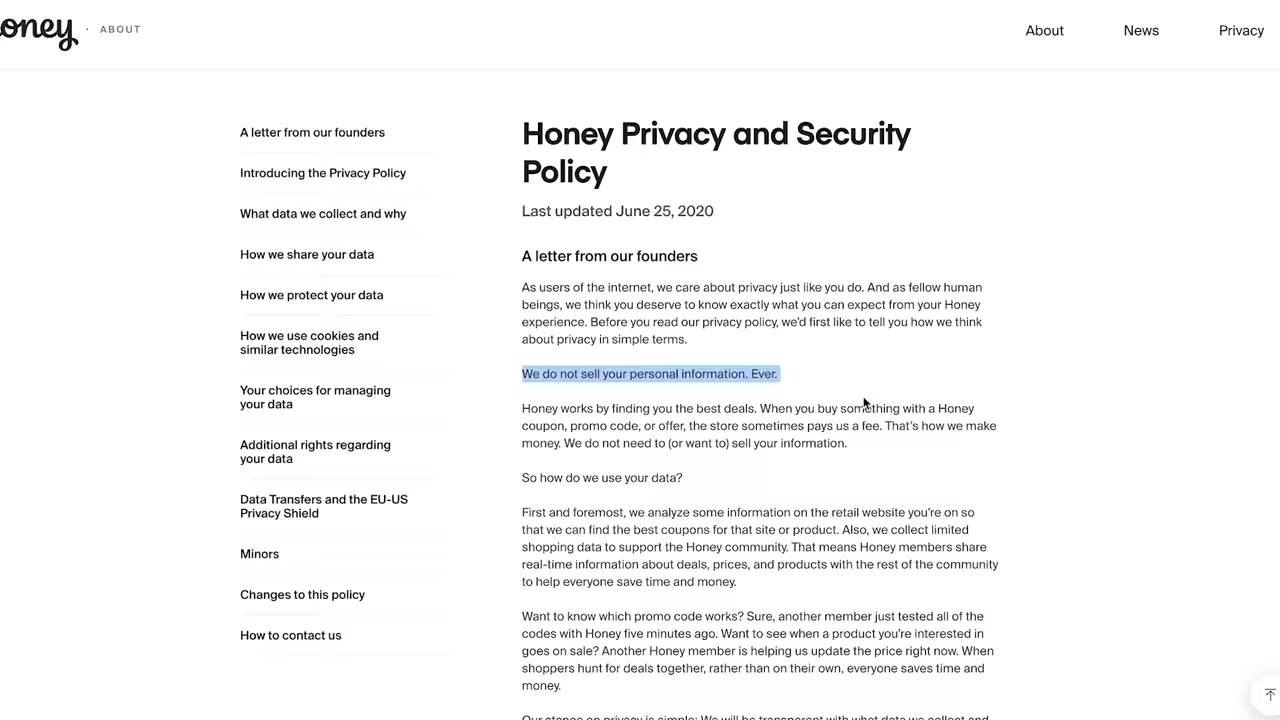 oney · ABOUT
About News Privacy
A letter from our founders
Introducing the Privacy Policy
What data we collect and why
How we share your data
How we protect your data
How we use cookies and
similar technologies
Your choices for managing
your data
Additional rights regarding
your data
Data Transfers and the EU-US
Privacy Shield
Minors
Changes to this policy
How to contact us
Honey Privacy and Security
Policy
Last updated June 25, 2020
A letter from our founders
As users of the internet, we care about privacy just like you do. And as fellow human
beings, we think you deserve to know exactly what you can expect from your Honey
experience. Before you read our privacy policy, we'd first like to tell you how we think
about privacy in simple terms.
We do not sell your personal information. Ever.
Honey works by finding you the best deals. When you buy something with a Honey
coupon, promo code, or offer, the store sometimes pays us a fee. That's how we make
money. We do not need to (or want to) sell your information.
So how do we use your data?
First and foremost, we analyze some information on the retail website you're on so
that we can find the best coupons for that site or product. Also, we collect limited
shopping data to support the Honey community. That means Honey members share
real-time information about deals, prices, and products with the rest of the community
to help everyone save time and money.
Want to know which promo code works? Sure, another member just tested all of the
codes with Honey five minutes ago. Want to see when a product you're interested in
goes on sale? Another Honey member is helping us update the price right now. When
shoppers hunt for deals together, rather than on their own, everyone saves time and
money.
Our stance on privacy is simple: We will be transparent with what data we collect and